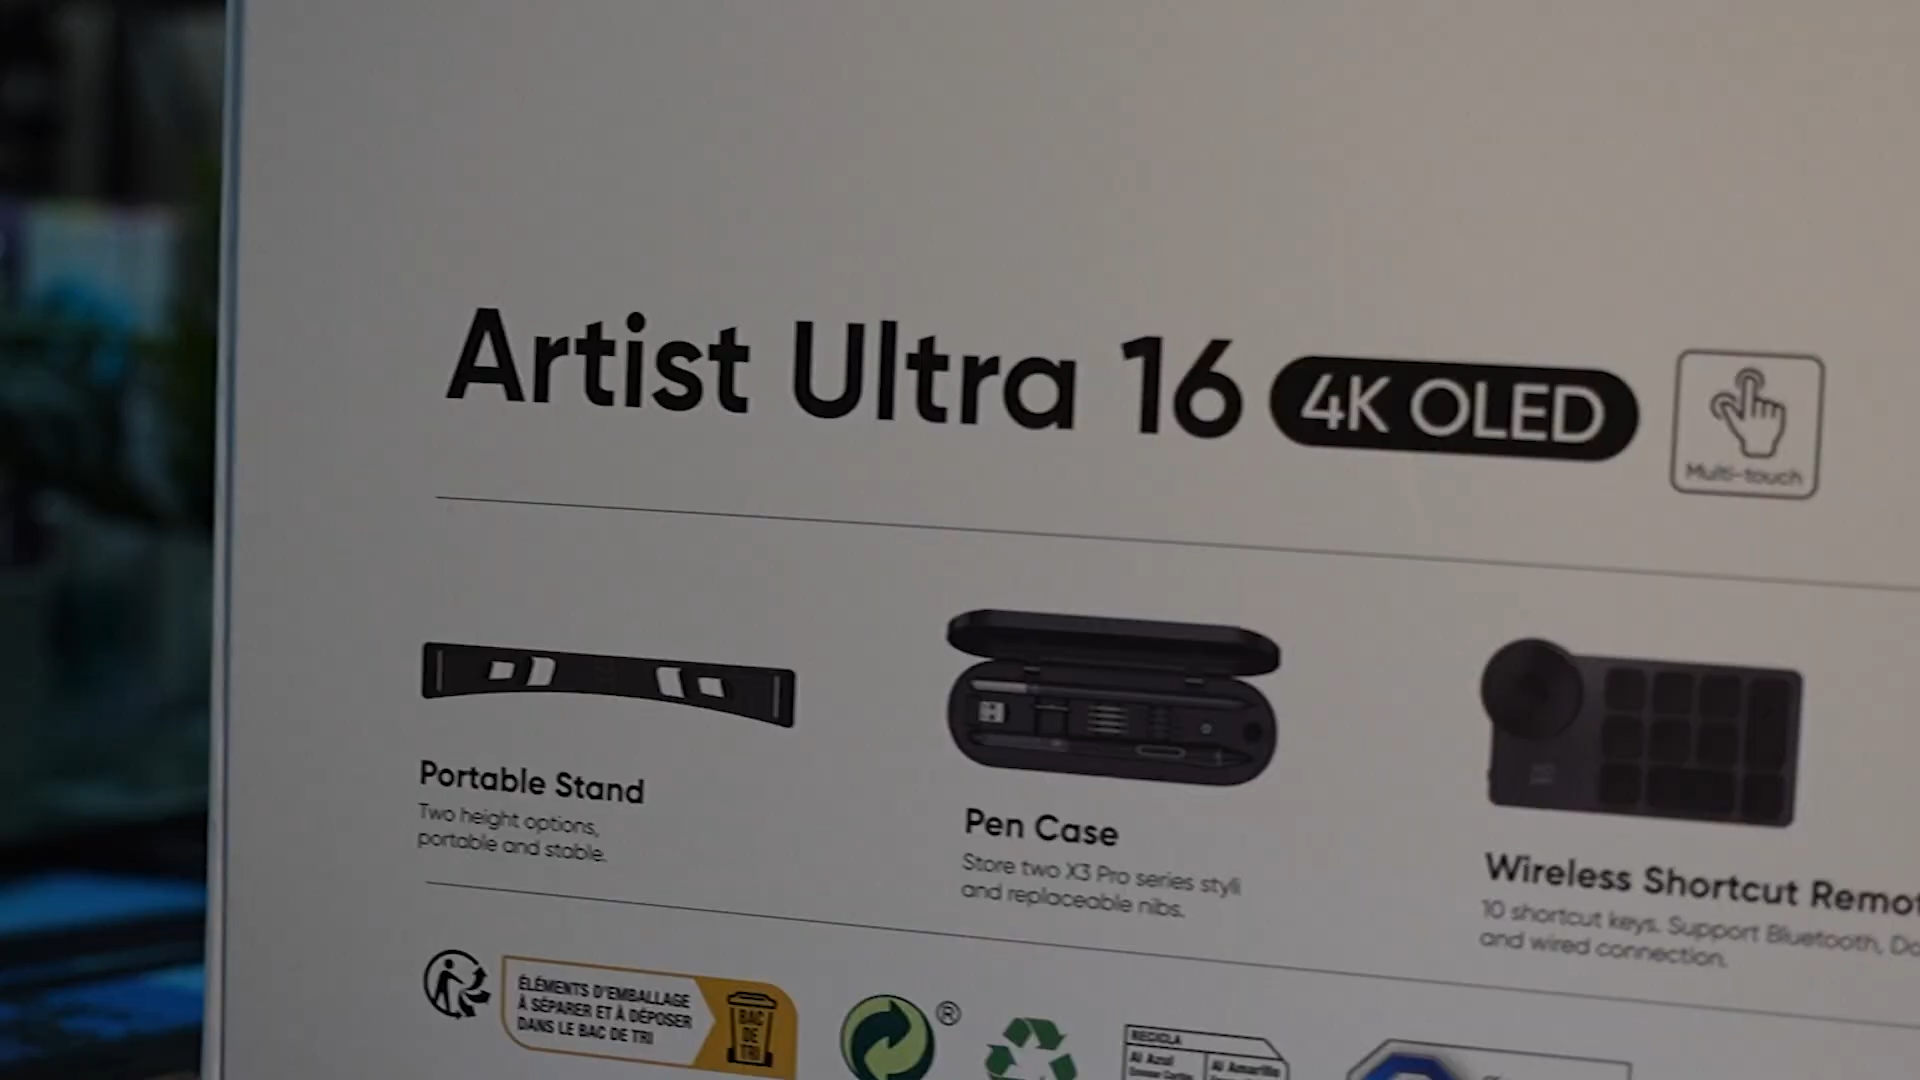 Artist Ultra 16 4K OLED
Multi-touch
Portable Stand
Two height options,
portable and stable.
Pen Case
Store two X3 Pro series styli
and replaceable nibs.
Wireless Shortcut
10 shortcut keys. Support Bluetooth,
and wired connection.
ÉLÉMENTS D'EMBALLAGE
À SÉPARER ET À DÉPOSER
DANS LE BAC DE TRI
BAC
DE
TRI
®
RECICLA
Al Azul
Al Amarillo